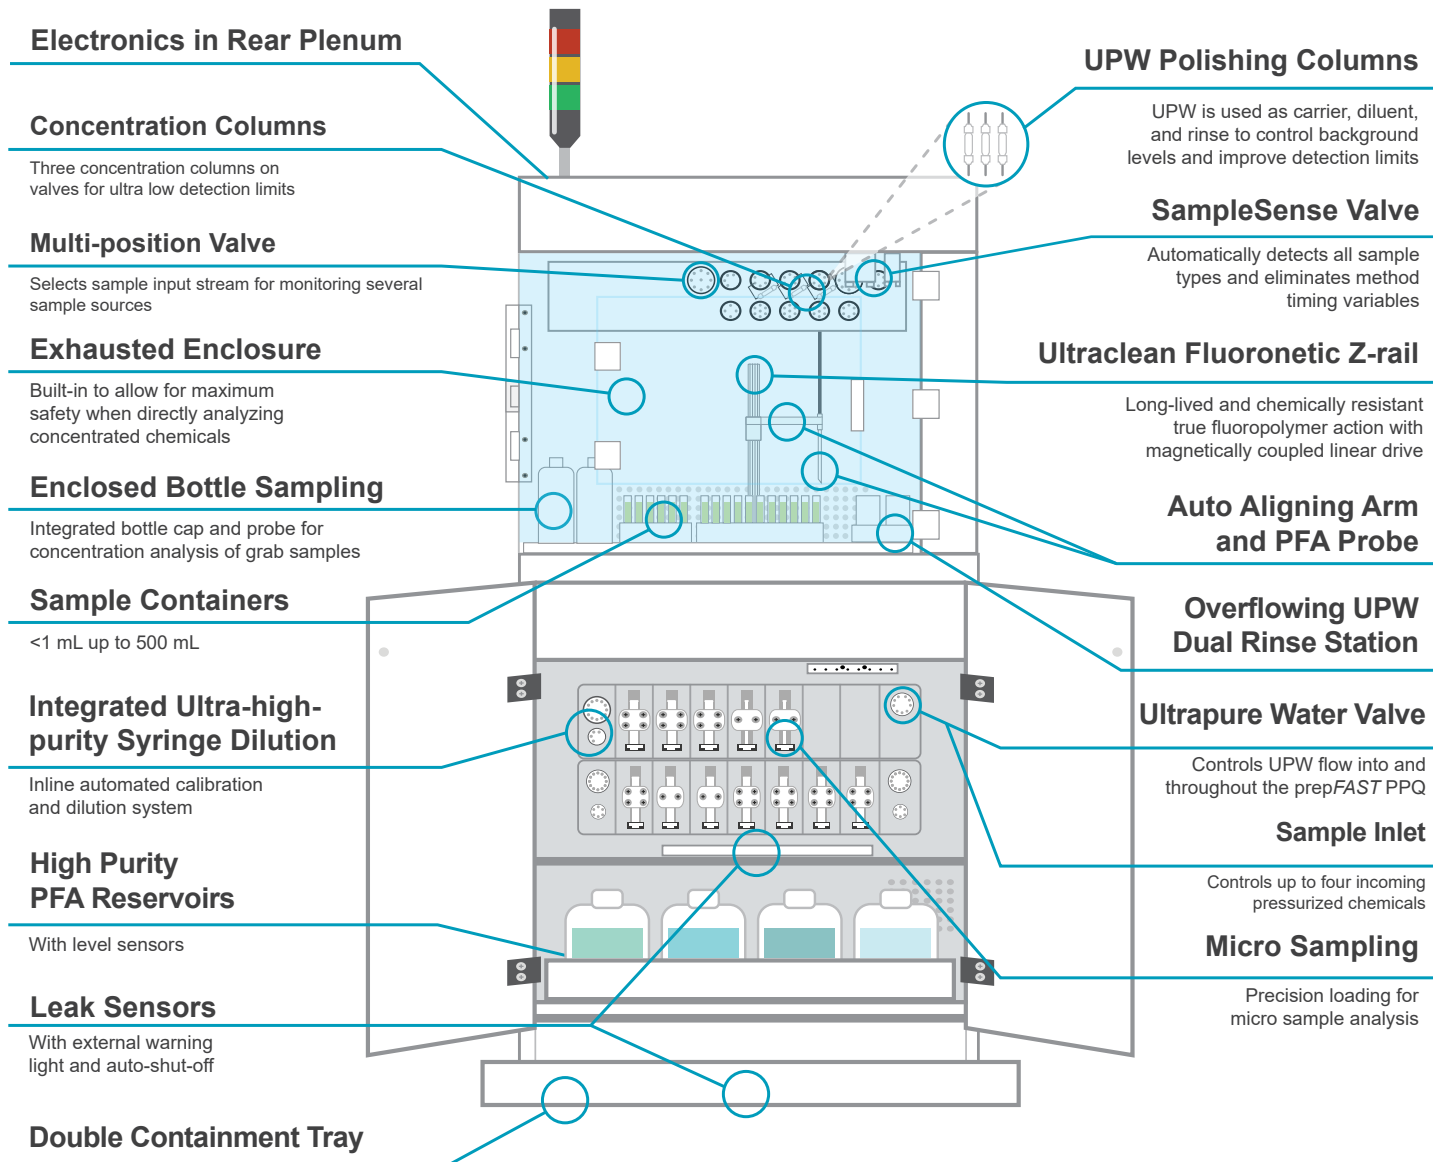 Electronics in Rear Plenum
Concentration Columns
Three concentration columns on
valves for ultra low detection limits
Multi-position Valve
Selects sample input stream for monitoring several
sample sources
Exhausted Enclosure
Built-in to allow for maximum
safety when directly analyzing
concentrated chemicals
Enclosed Bottle Sampling
Integrated bottle cap and probe for
concentration analysis of grab samples
Sample Containers
<1 mL up to 500 mL
Integrated Ultra-high-
purity Syringe Dilution
Inline automated calibration
and dilution system
High Purity
PFA Reservoirs
With level sensors
Leak Sensors
With external warning
light and auto-shut-off
Double Containment Tray
UPW Polishing Columns
UPW is used as carrier, diluent,
and rinse to control background
levels and improve detection limits
SampleSense Valve
Automatically detects all sample
types and eliminates method
timing variables
Ultraclean Fluoronetic Z-rail
Long-lived and chemically resistant
true fluoropolymer action with
magnetically coupled linear drive
Auto Aligning Arm
and PFA Probe
Overflowing UPW
Dual Rinse Station
Ultrapure Water Valve
Controls UPW flow into and
throughout the prepFAST PPQ
Sample Inlet
Controls up to four incoming
pressurized chemicals
Micro Sampling
Precision loading for
micro sample analysis